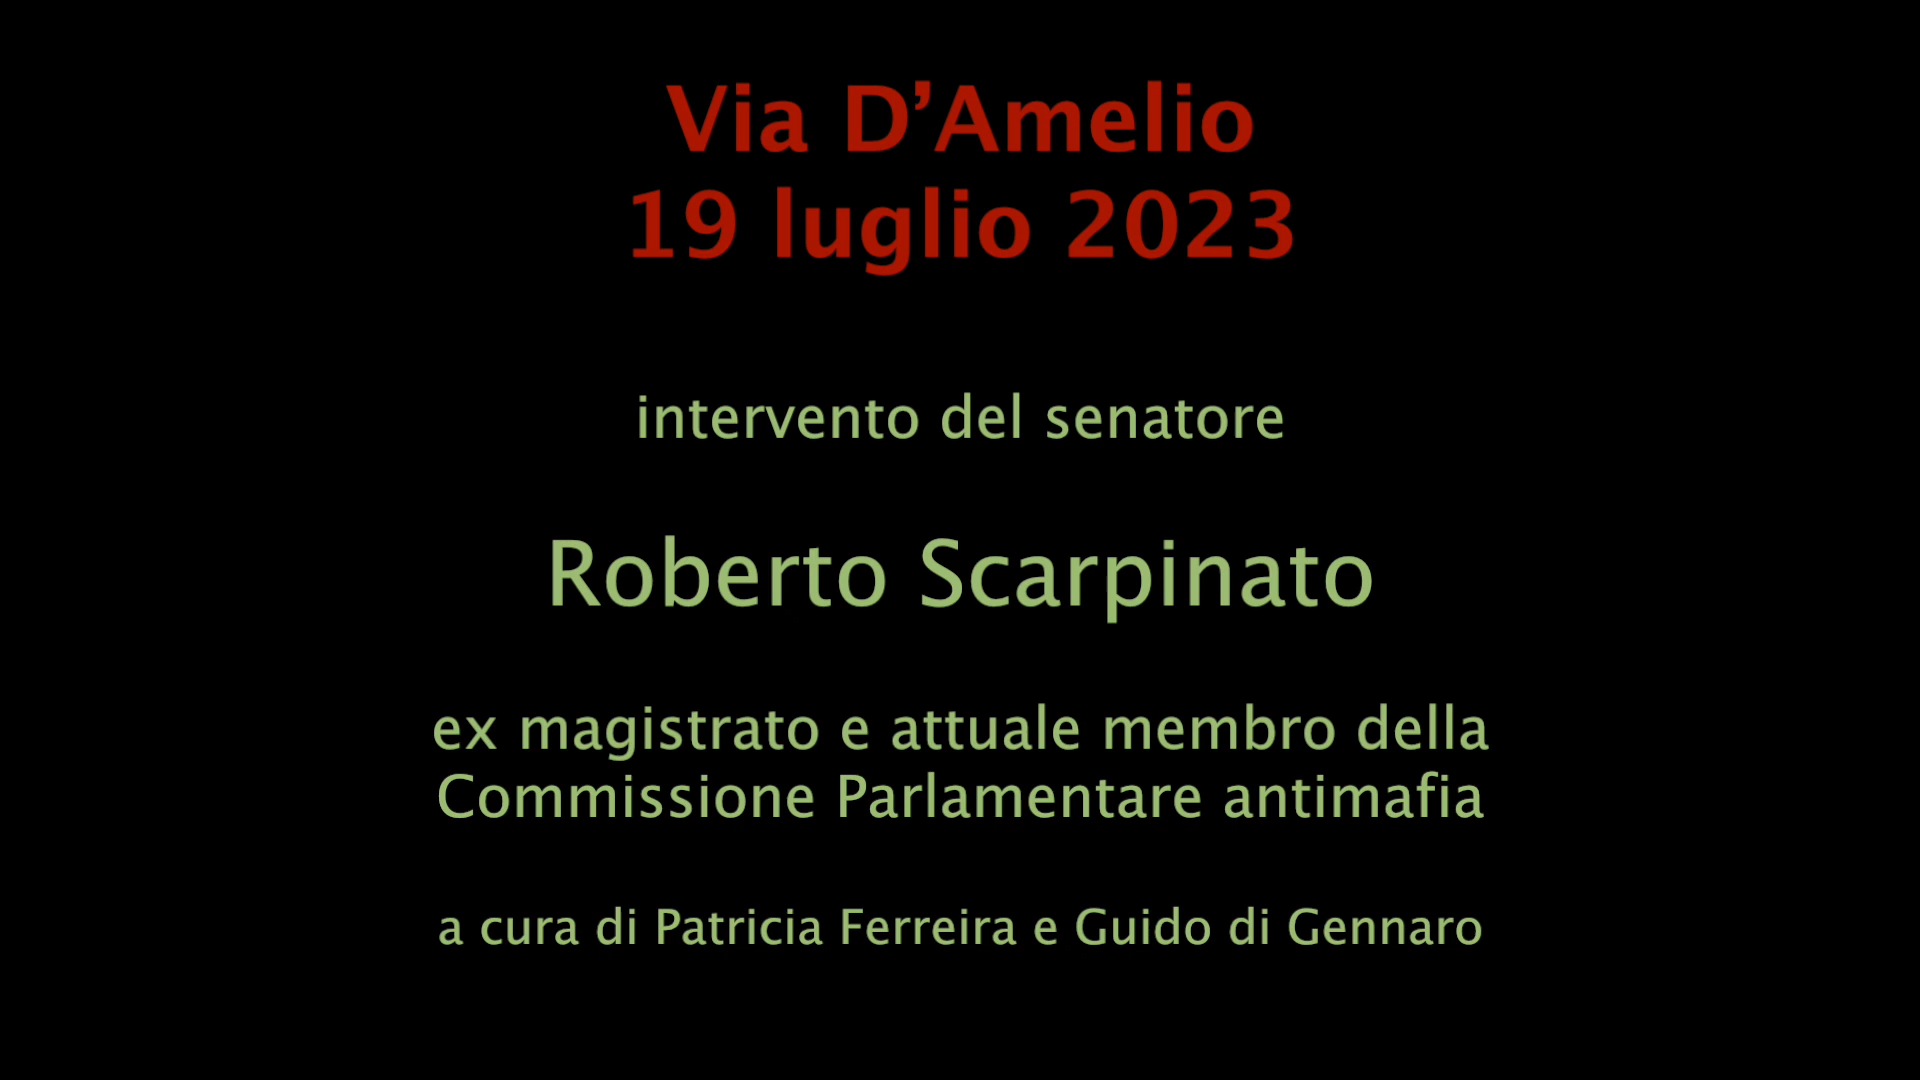 Via D’Amelio
19 luglio 2023
intervento del senatore
Roberto Scarpinato
ex magistrato e attuale membro della
Commissione Parlamentare antimafia
a cura di Patricia Ferreira e Guido di Gennaro